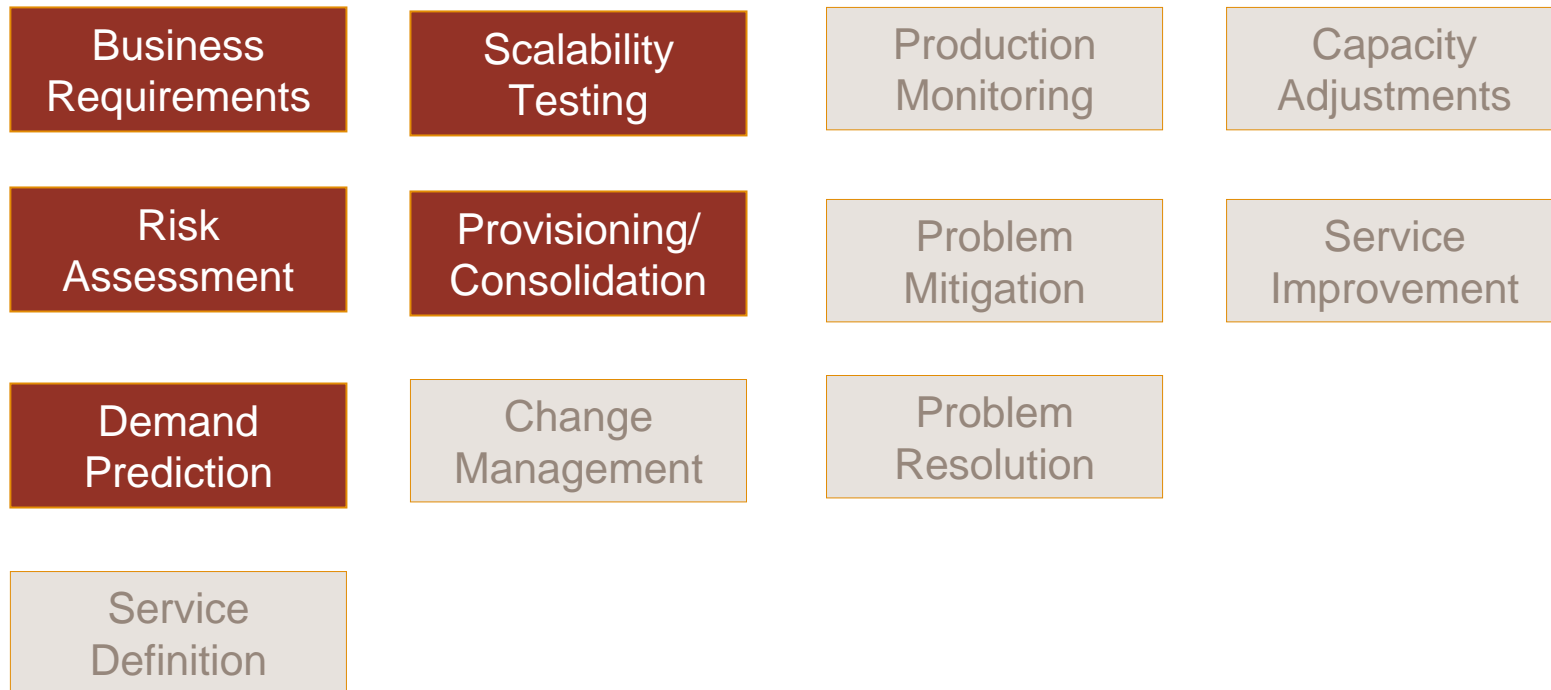 Business
Requirements
Scalability
Testing
Production
Monitoring
Capacity
Adjustments
Risk
Assessment
Provisioning/
Consolidation
Problem
Mitigation
Service
Improvement
Demand
Prediction
Change
Management
Problem
Resolution
Service
Definition